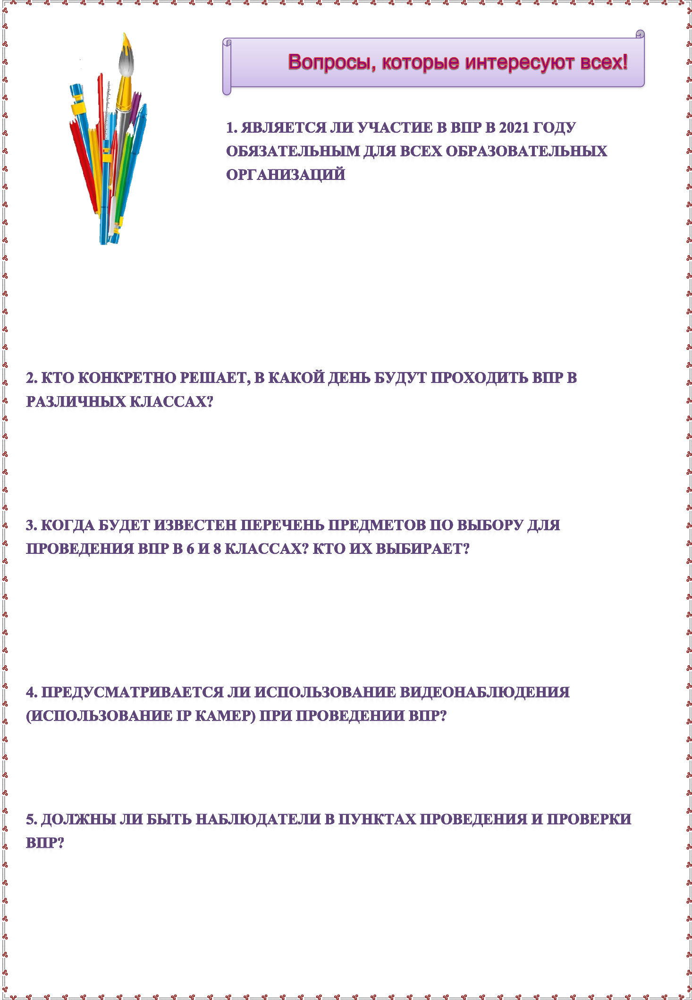 Вопросы, которые интересуют всех!
1. ЯВЛЯЕТСЯ ЛИ УЧАСТИЕ В ВПР В 2021 ГОДУ
ОБЯЗАТЕЛЬНЫМ ДЛЯ ВСЕХ ОБРАЗОВАТЕЛЬНЫХ
ОРГАНИЗАЦИЙ
2. КТО КОНКРЕТНО РЕШАЕТ, В КАКОЙ ДЕНЬ БУДУТ ПРОХОДИТЬ ВПР В
РАЗЛИЧНЫХ КЛАССАХ?
3. КОГДА БУДЕТ ИЗВЕСТЕН ПЕРЕЧЕНЬ ПРЕДМЕТОВ ПО ВЫБОРУ ДЛЯ
ПРОВЕДЕНИЯ ВПР В 6 И 8 КЛАССАХ? КТО ИХ ВЫБИРАЕТ?
4. ПРЕДУСМАТРИВАЕТСЯ ЛИ ИСПОЛЬЗОВАНИЕ ВИДЕОНАБЛЮДЕНИЯ
(ИСПОЛЬЗОВАНИЕ IP КАМЕР) ПРИ ПРОВЕДЕНИИ ВПР?
5. ДОЛЖНЫ ЛИ БЫТЬ НАБЛЮДАТЕЛИ В ПУНКТАХ ПРОВЕДЕНИЯ И ПРОВЕРКИ
ВПР?